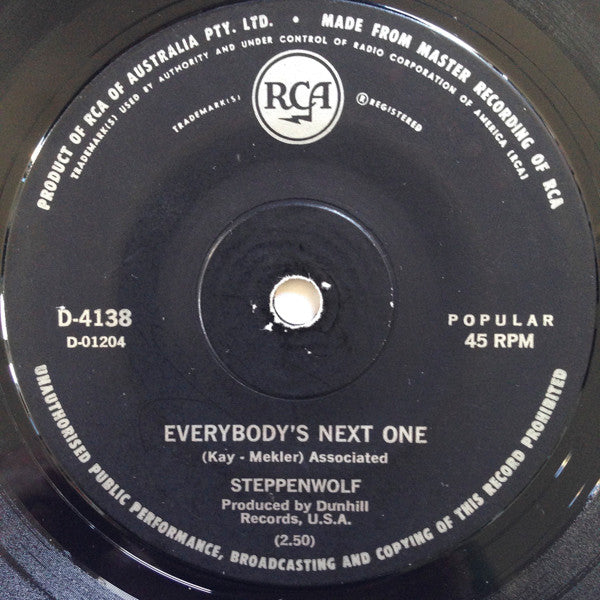 PRODUCT OF RCA OF AUSTRALIA PTY. LTD. • MADE FROM MASTER RECORDING OF RCA
TRADEMARK(S) USED BY AUTHORITY AND UNDER CONTROL OF RADIO CORPORATION OF AMERICA (RCA)
TRADEMARK(S) RCA ® REGISTERED
D-4138
D-01204
POPULAR
45 RPM
EVERYBODY'S NEXT ONE
(Kay - Mekler) Associated
STEPPENWOLF
Produced by Dunhill
Records, U.S.A.
(2.50)
UNAUTHORISED PUBLIC PERFORMANCE, BROADCASTING AND COPYING OF THIS RECORD PROHIBITED